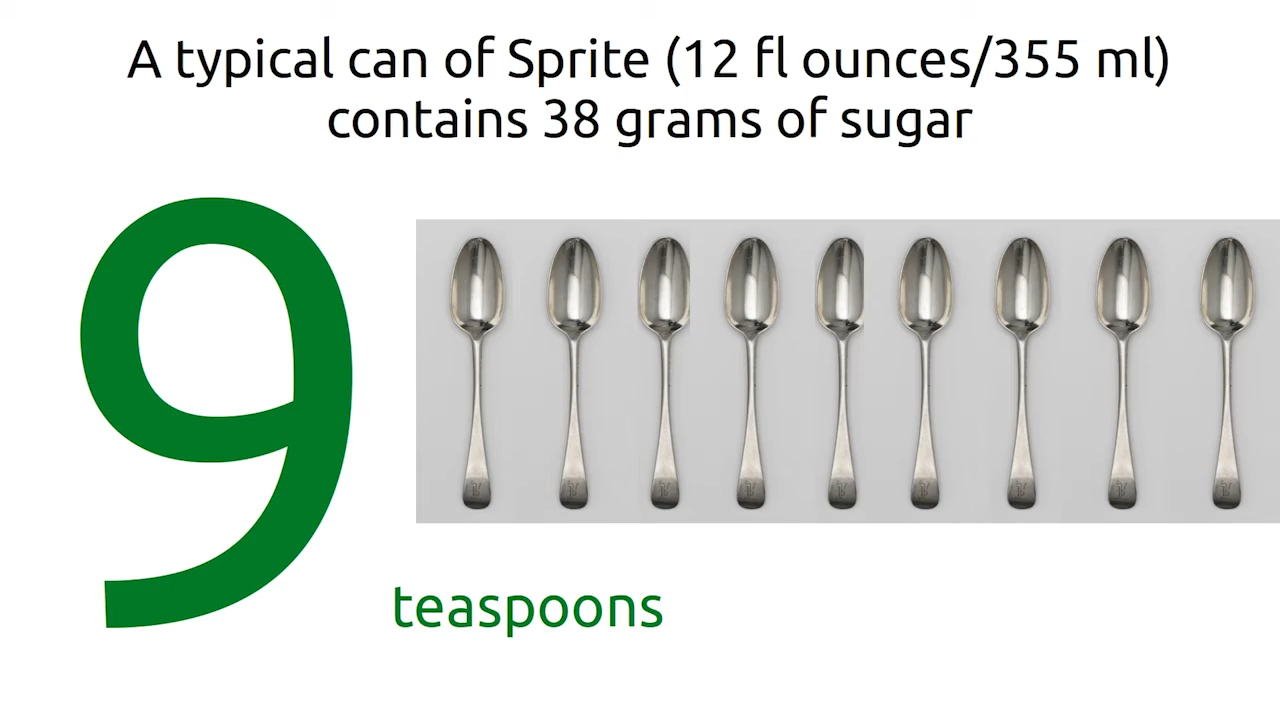 A typical can of Sprite (12 fl ounces/355 ml)
contains 38 grams of sugar
9
teaspoons